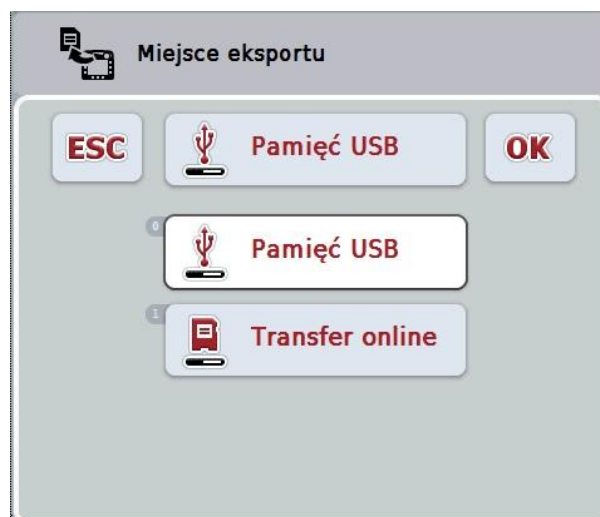 Miejsce eksportu
ESC Pamięć USB OK
0
Pamięć USB
1
Transfer online